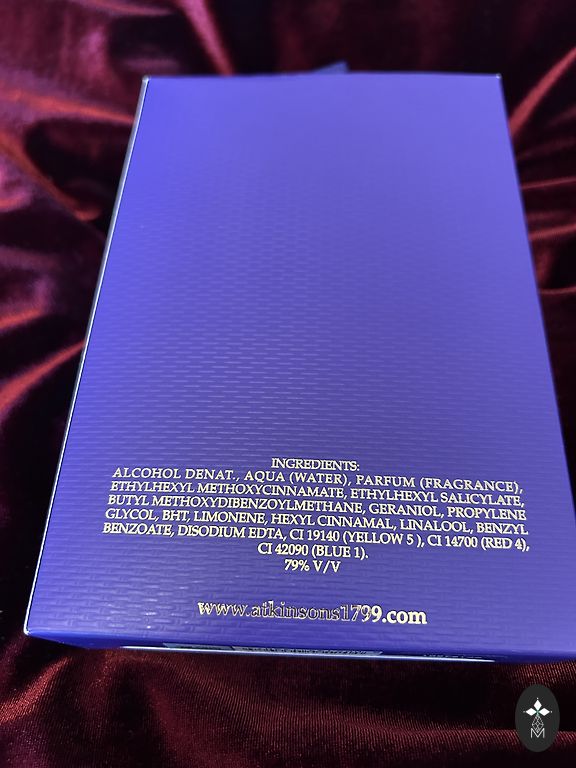 INGREDIENTS:
ALCOHOL DENAT., AQUA (WATER), PARFUM (FRAGRANCE),
ETHYLHEXYL METHOXYCINNAMATE, ETHYLHEXYL SALICYLATE,
BUTYL METHOXYDIBENZOYLMETHANE, GERANIOL, PROPYLENE
GLYCOL, BHT, LIMONENE, HEXYL CINNAMAL, LINALOOL, BENZYL
BENZOATE, DISODIUM EDTA, CI 19140 (YELLOW 5 ), CI 14700 (RED 4),
CI 42090 (BLUE 1).
79% V/V
www.atkinsons1799.com